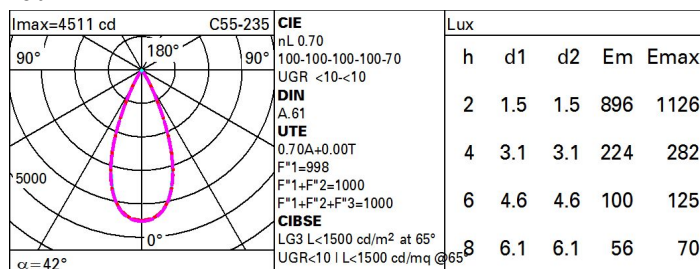 Imax=4511 cd C55-235
90° 180° 90°
5000
0°
α=42°
CIE
nL 0.70
100-100-100-100-70
UGR <10-<10
DIN
A.61
UTE
0.70A+0.00T
F"1=998
F"1+F"2=1000
F"1+F"2+F"3=1000
CIBSE
LG3 L<1500 cd/m² at 65°
UGR<10 | L<1500 cd/mq @65°
Lux
h d1 d2 Em Emax
2 1.5 1.5 896 1126
4 3.1 3.1 224 282
6 4.6 4.6 100 125
8 6.1 6.1 56 70